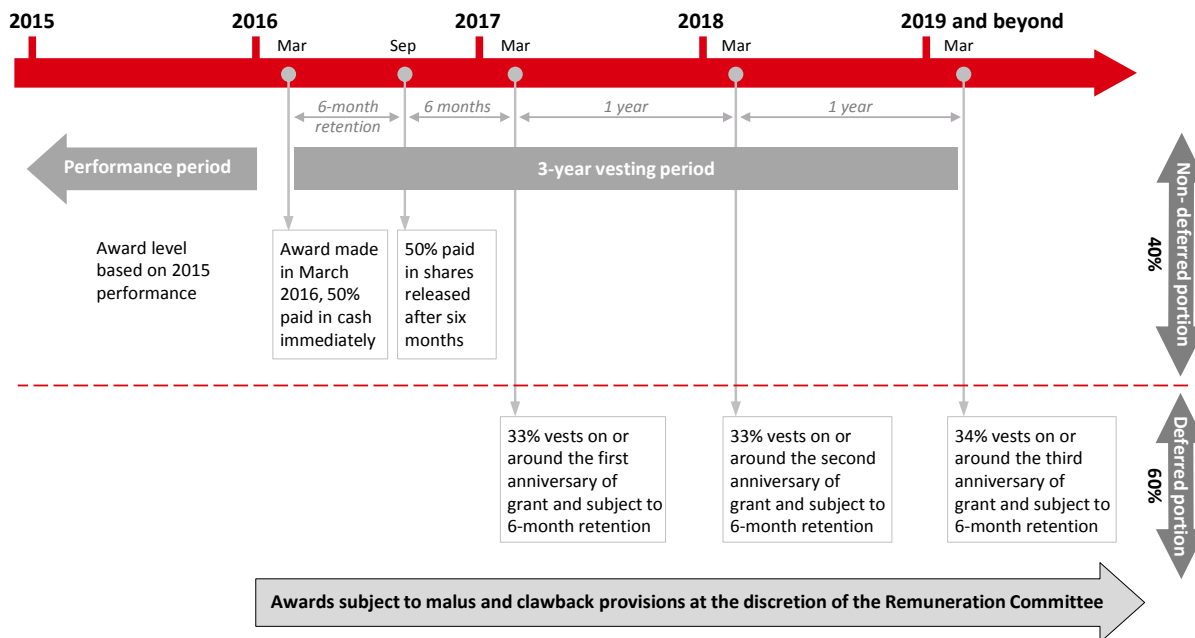 2015
2016
2017
2018
2019 and beyond
Mar
Sep
Mar
Mar
Mar
6-month
retention
6 months
1 year
1 year
Performance period
3-year vesting period
Non- deferred portion
40%
Award level
based on 2015
performance
Award made
in March
2016, 50%
paid in cash
immediately
50% paid
in shares
released
after six
months
33% vests on or
around the first
anniversary of
grant and subject to
6-month retention
33% vests on or
around the second
anniversary of
grant and subject to
6-month retention
34% vests on or
around the third
anniversary of
grant and subject to
6-month retention
Deferred portion
60%
Awards subject to malus and clawback provisions at the discretion of the Remuneration Committee